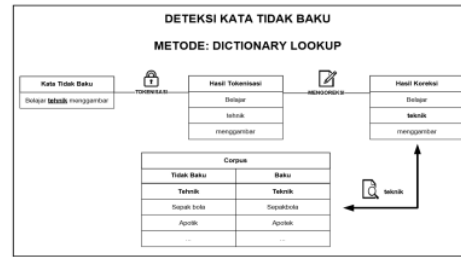 DETEKSI KATA TIDAK BAKU
METODE: DICTIONARY LOOKUP
Kata Tidak Baku
Belajar tehnik menggambar
TOKENISASI
Hasil Tokenisasi
Belajar
tehnik
menggambar
MENGOREKSI
Hasil Koreksi
Belajar
teknik
menggambar
Corpus
Tidak Baku Baku
Tehnik Teknik
Sepak bola Sepakbola
Apotik Apotek
... ...
teknik